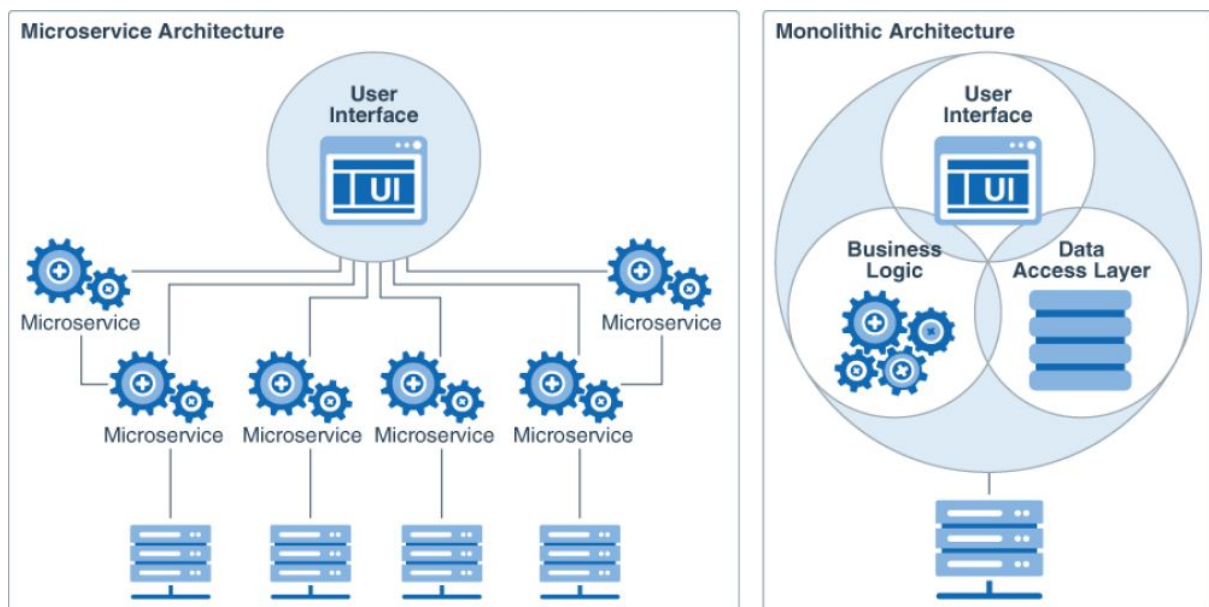 Microservice Architecture
User
Interface
UI
Microservice
Microservice
Microservice
Microservice
Microservice
Microservice
Monolithic Architecture
User
Interface
UI
Business
Logic
Data
Access Layer